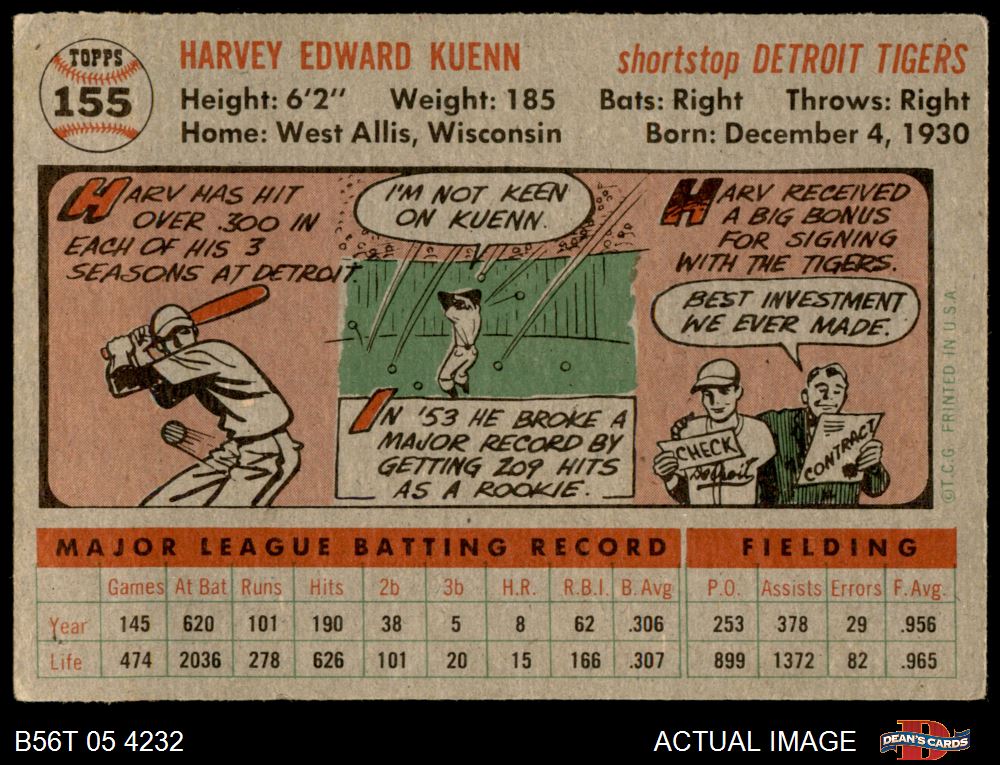 TOPPS
155
HARVEY EDWARD KUENN
shortstop DETROIT TIGERS
Height: 6'2" Weight: 185 Bats: Right Throws: Right
Home: West Allis, Wisconsin Born: December 4, 1930
HARV HAS HIT
OVER .300 IN
EACH OF HIS 3
SEASONS AT DETROIT.
I'M NOT KEEN
ON KUENN.
IN '53 HE BROKE A
MAJOR RECORD BY
GETTING 209 HITS
AS A ROOKIE.
HARV RECEIVED
A BIG BONUS
FOR SIGNING
WITH THE TIGERS.
BEST INVESTMENT
WE EVER MADE.
CHECK
Detroit
CONTRACT
©T.C.G. PRINTED IN U.S.A.
MAJOR LEAGUE BATTING RECORD FIELDING
Games At Bat Runs Hits 2b 3b H.R. R.B.I. B. Avg P.O. Assists Errors F. Avg.
Year 145 620 101 190 38 5 8 62 .306 253 378 29 .956
Life 474 2036 278 626 101 20 15 166 .307 899 1372 82 .965
B56T 05 4232 ACTUAL IMAGE DEAN'S CARDS